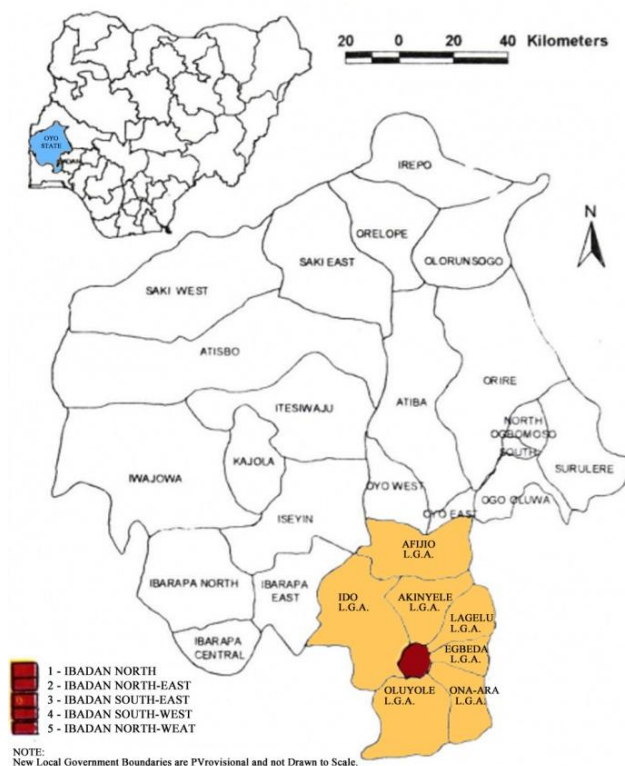 20 0 20 40 Kilometers
OYO
STATE
IBADAN
N
IREPO
ORELOPE
SAKI EAST
OLORUNSOGO
SAKI WEST
ATISBO
ORIRE
ITESIWAJU
ATIBA
NORTH
OGBOMOSO
SOUTH
KAJOLA
SURULERE
IWAJOWA
OYO WEST
OGO OLUWA
OYO EAST
ISEYIN
AFIJIO
L.G.A.
IBARAPA NORTH
IBARAPA
EAST
IDO
L.G.A.
AKINYELE
L.G.A.
LAGELU
L.G.A.
IBARAPA
CENTRAL
EGBEDA
L.G.A.
OLUYOLE
L.G.A.
ONA-ARA
L.G.A.
1 - IBADAN NORTH
2 - IBADAN NORTH-EAST
3 - IBADAN SOUTH-EAST
4 - IBADAN SOUTH-WEST
5 - IBADAN NORTH-WEAT
NOTE:
New Local Government Boundaries are PVrovisional and not Drawn to Scale.